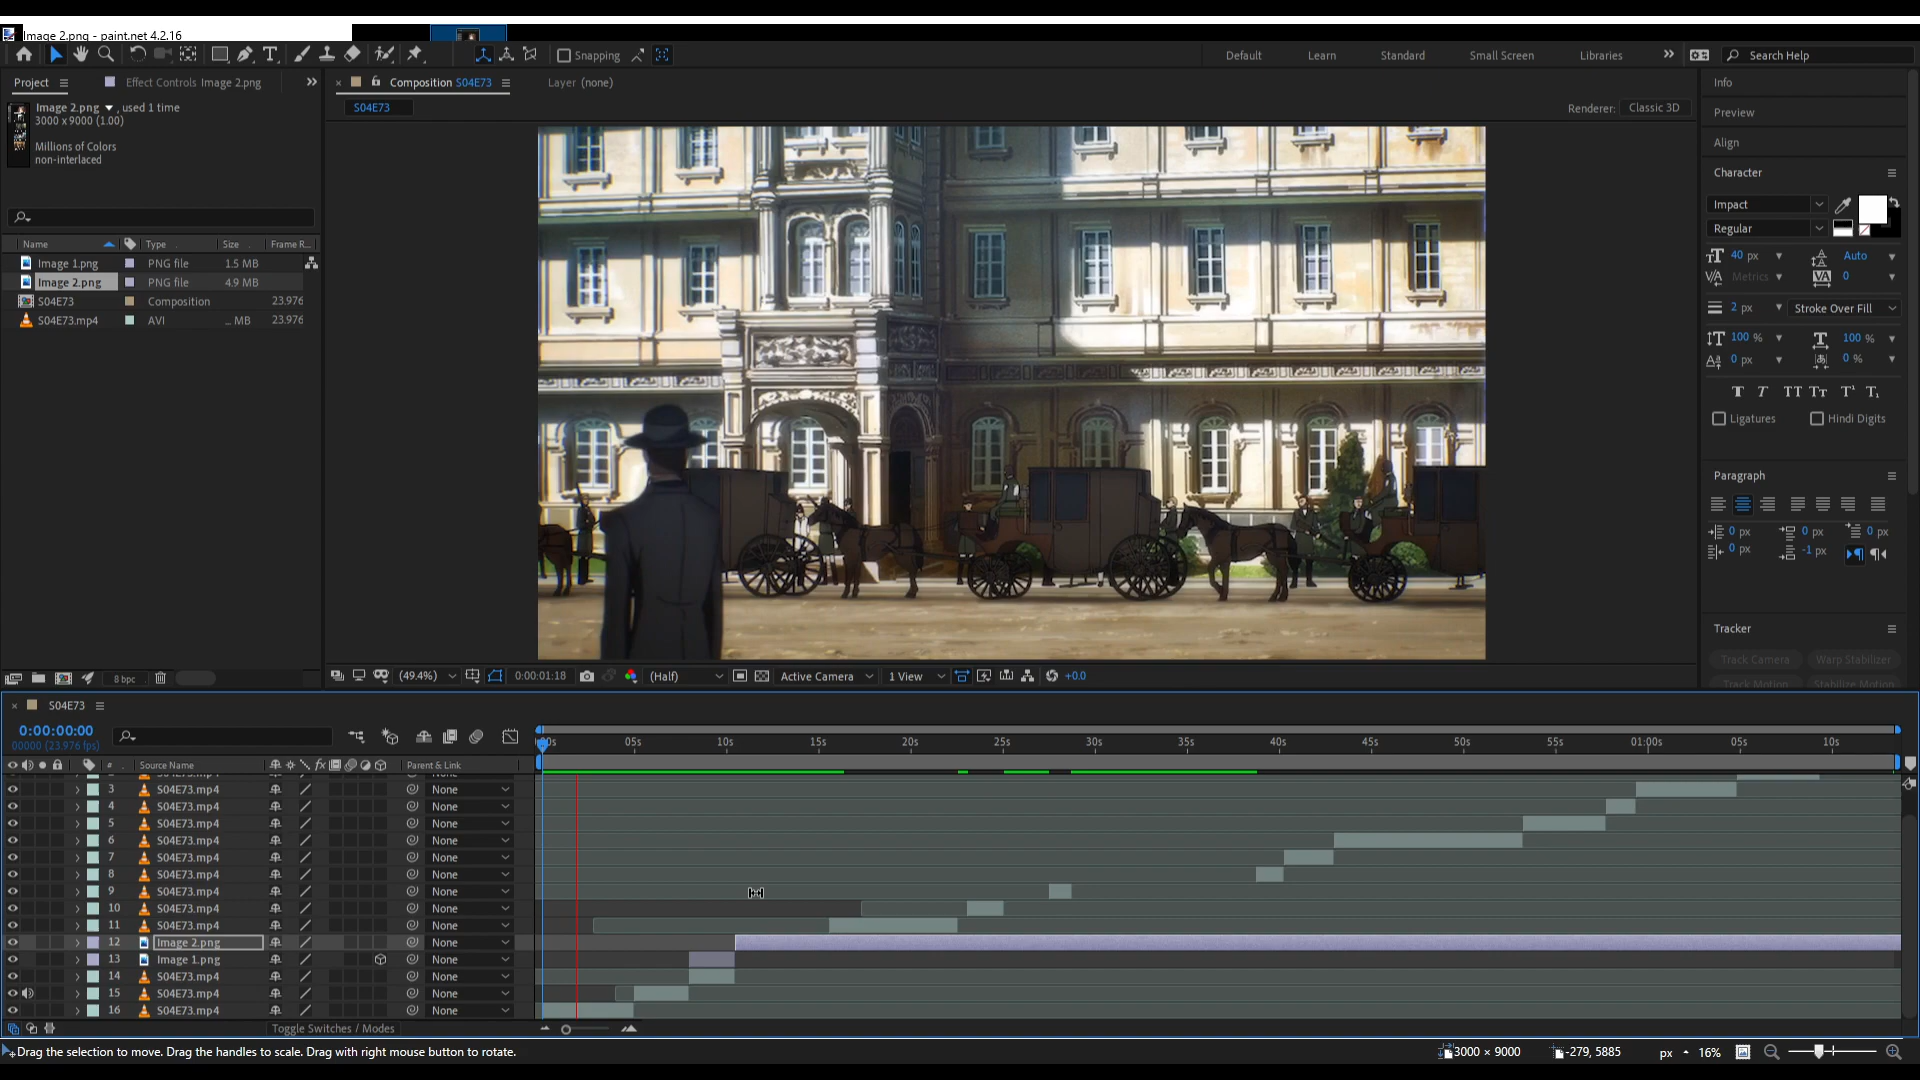 Image 2.png - paint.net 4.2.16
Snapping
Default
Learn
Standard
Small Screen
Libraries
Search Help
Project
Effect Controls Image 2.png
Composition S04E73
Layer (none)
Info
Image 2.png , used 1 time
3000 x 9000 (1.00)
Millions of Colors
non-interlaced
S04E73
Renderer: Classic 3D
Preview
Align
Character
Impact
Regular
40 px
Auto
Metrics
0
2 px
Stroke Over Fill
100 %
100 %
0 px
0 %
Ligatures
Hindi Digits
Paragraph
0 px
0 px
0 px
0 px
-1 px
Tracker
Track Camera
Warp Stabilizer
Track Motion
Stabilize Motion
Name
Type
Size
Frame R...
Image 1.png
PNG file
1.5 MB
Image 2.png
PNG file
4.9 MB
S04E73
Composition
23.976
S04E73.mp4
AVI
... MB
23.976
8 bpc
(49.4%)
0:00:01:18
(Half)
Active Camera
1 View
+0.0
S04E73
0:00:00:00
00000 (23.976 fps)
:00s
05s
10s
15s
20s
25s
30s
35s
40s
45s
50s
55s
01:00s
05s
10s
#
Source Name
fx
Parent & Link
3 S04E73.mp4 None
4 S04E73.mp4 None
5 S04E73.mp4 None
6 S04E73.mp4 None
7 S04E73.mp4 None
8 S04E73.mp4 None
9 S04E73.mp4 None
10 S04E73.mp4 None
11 S04E73.mp4 None
12 Image 2.png None
13 Image 1.png None
14 S04E73.mp4 None
15 S04E73.mp4 None
16 S04E73.mp4 None
Toggle Switches / Modes
Drag the selection to move. Drag the handles to scale. Drag with right mouse button to rotate.
3000 × 9000
-279, 5885
px
16%